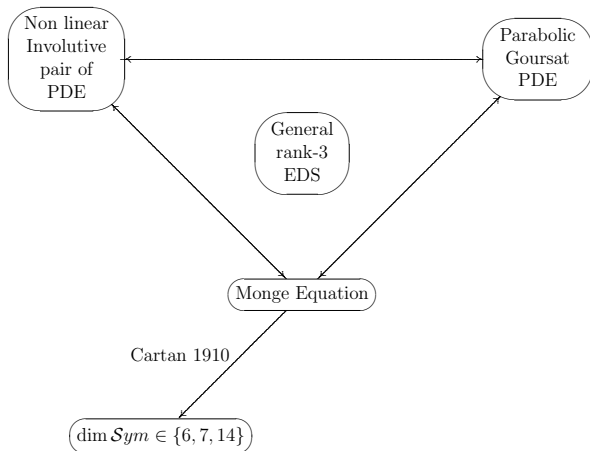 Non linear
Involutive
pair of
PDE
Parabolic
Goursat
PDE
General
rank-3
EDS
Monge Equation
Cartan 1910
dim Sym ∈ {6, 7, 14}